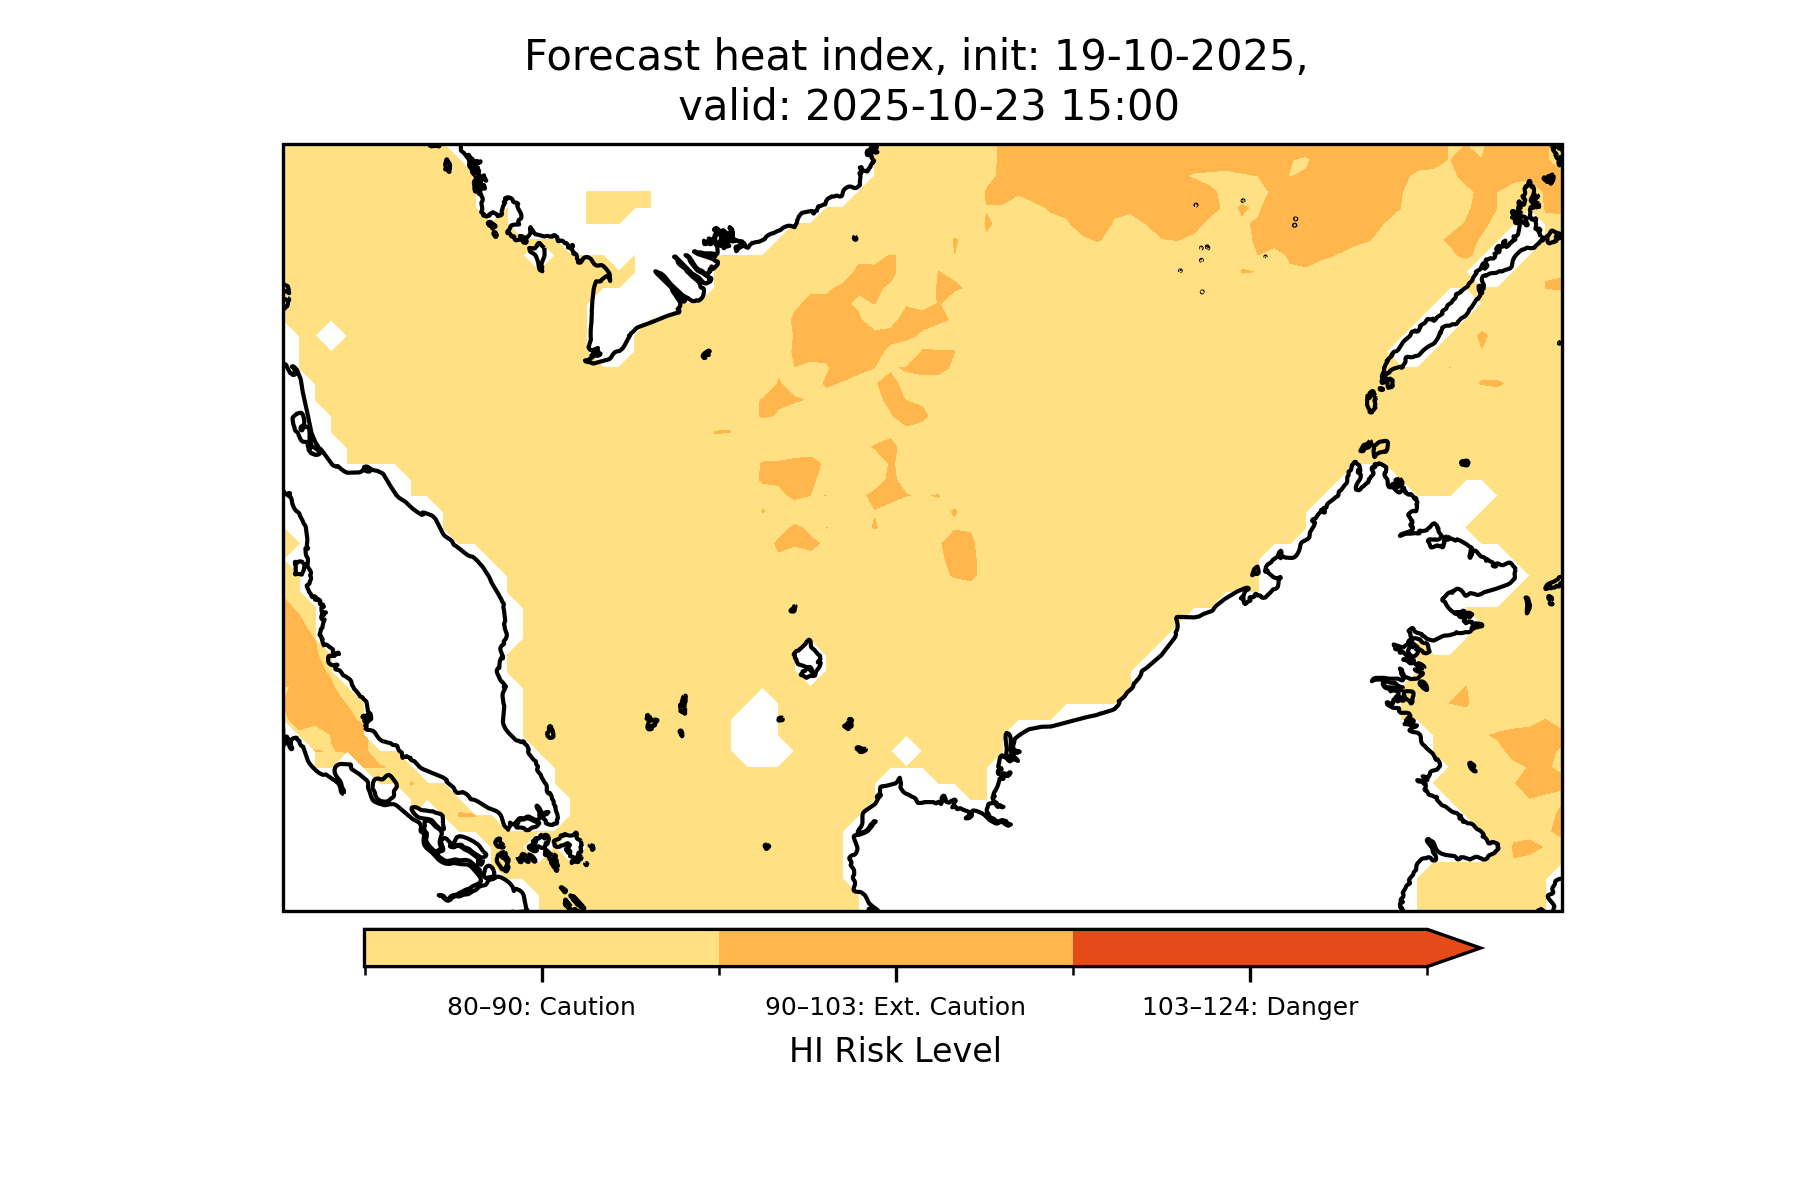 Forecast heat index, init: 19-10-2025,
valid: 2025-10-23 15:00
80–90: Caution
90–103: Ext. Caution
103–124: Danger
HI Risk Level